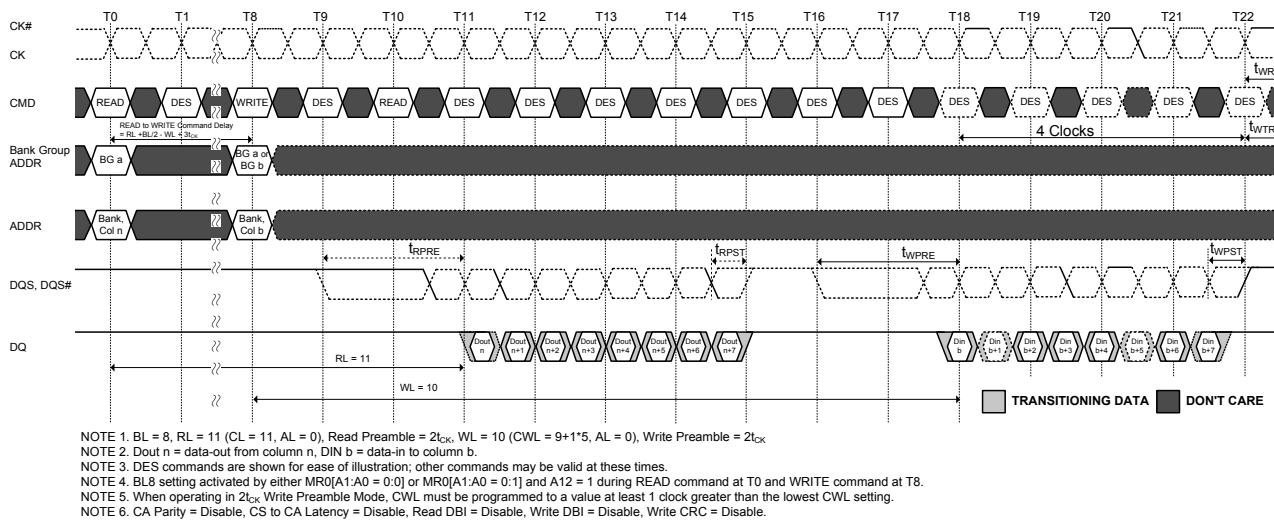 T0 T1 T8 T9 T10 T11 T12 T13 T14 T15 T16 T17 T18 T19 T20 T21 T22
CK#
CK
tWR
CMD READ DES WRITE DES READ DES DES DES DES DES DES DES DES DES DES DES DES
READ to WRITE Command Delay
= RL +BL/2 - WL + 3tCK
4 Clocks
tWTR
Bank Group
ADDR
BG a
BG a or
BG b
ADDR
Bank,
Col n
Bank,
Col b
tRPRE tRPST tWPRE tWPST
DQS, DQS#
DQ
Dout
n
Dout
n+1
Dout
n+2
Dout
n+3
Dout
n+4
Dout
n+5
Dout
n+6
Dout
n+7
Din
b
Din
b+1
Din
b+2
Din
b+3
Din
b+4
Din
b+5
Din
b+6
Din
b+7
RL = 11
WL = 10
TRANSITIONING DATA DON'T CARE
NOTE 1. BL = 8, RL = 11 (CL = 11, AL = 0), Read Preamble = 2tCK, WL = 10 (CWL = 9+1*5, AL = 0), Write Preamble = 2tCK
NOTE 2. Dout n = data-out from column n, DIN b = data-in to column b.
NOTE 3. DES commands are shown for ease of illustration; other commands may be valid at these times.
NOTE 4. BL8 setting activated by either MR0[A1:A0 = 0:0] or MR0[A1:A0 = 0:1] and A12 = 1 during READ command at T0 and WRITE command at T8.
NOTE 5. When operating in 2tCK Write Preamble Mode, CWL must be programmed to a value at least 1 clock greater than the lowest CWL setting.
NOTE 6. CA Parity = Disable, CS to CA Latency = Disable, Read DBI = Disable, Write DBI = Disable, Write CRC = Disable.